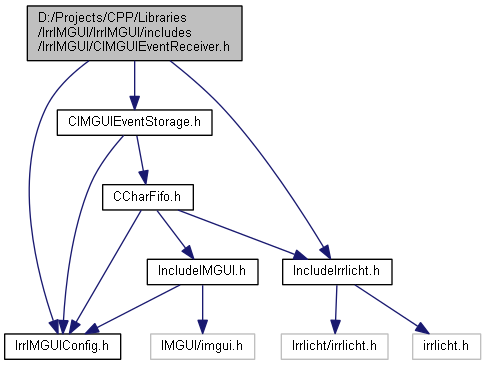 D:/Projects/CPP/Libraries
/IrrIMGUI/IrrIMGUI/includes
/IrrIMGUI/CIMGUIEventReceiver.h
CIMGUIEventStorage.h
CCharFifo.h
IncludeIMGUI.h
IncludeIrrlicht.h
IrrIMGUIConfig.h
IMGUI/imgui.h
Irrlicht/irrlicht.h
irrlicht.h